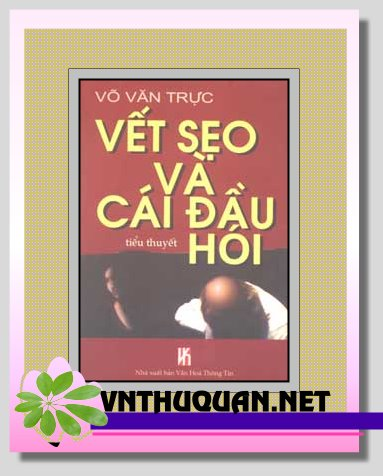 VÕ VĂN TRỰC
VẾT SẸO
VÀ
CÁI ĐẦU
tiểu thuyết
HÓI
Nhà xuất bản Văn Hoá Thông Tin
VNTHUQUAN.NET